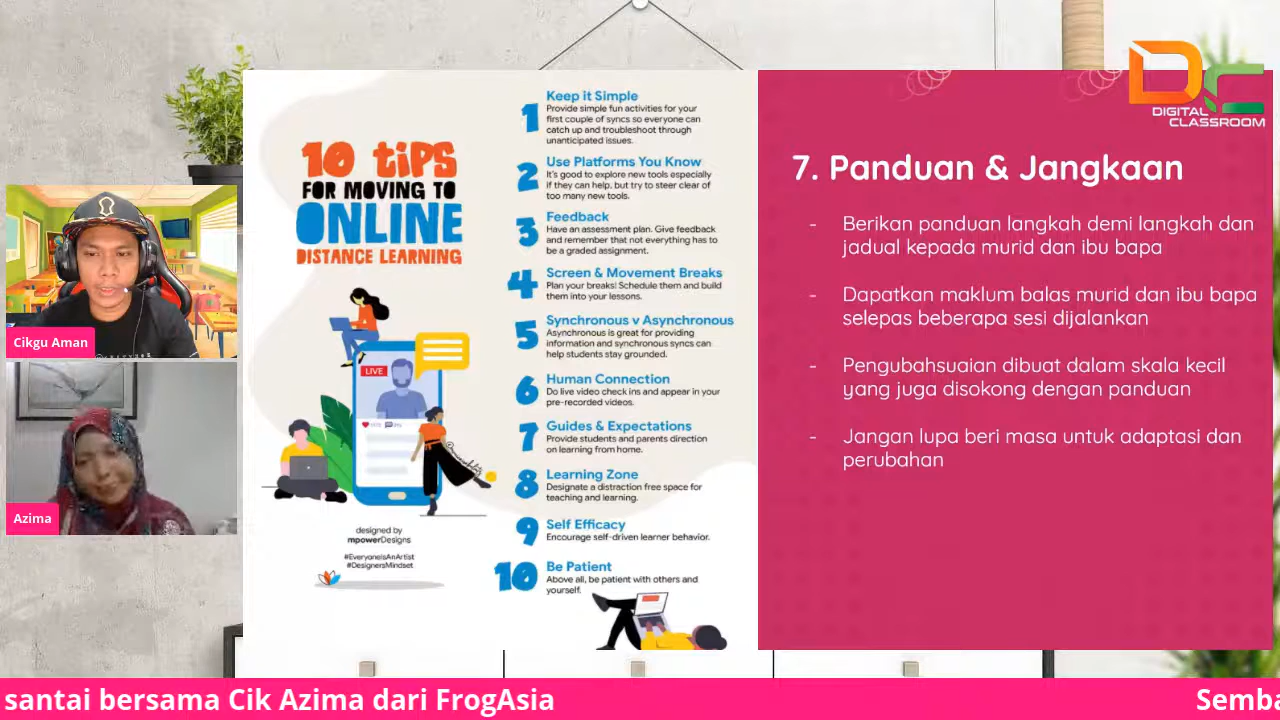 10 tips
FOR MOVING TO
ONLINE
DISTANCE LEARNING
LIVE
designed by
mpowerDesigns
#EveryoneIsAnArtist
#DesignersMindset
1
Keep it Simple
Provide simple fun activities for your
first couple of syncs so everyone can
catch up and troubleshoot through
unanticipated issues.
2
Use Platforms You Know
It's good to explore new tools especially
if they can help, but try to steer clear of
too many new tools.
3
Feedback
Have an assessment plan. Give feedback
and remember that not everything has to
be a graded assignment.
4
Screen & Movement Breaks
Plan your breaks! Schedule them and build
them into your lessons.
5
Synchronous v Asynchronous
Asynchronous is great for providing
information and synchronous syncs can
help students stay grounded.
6
Human Connection
Do live video check ins and appear in your
pre-recorded videos.
7
Guides & Expectations
Provide students and parents direction
on learning from home.
8
Learning Zone
Designate a distraction free space for
teaching and learning.
9
Self Efficacy
Encourage self-driven learner behavior.
10
Be Patient
Above all, be patient with others and
yourself.
DC
DIGITAL
CLASSROOM
7. Panduan & Jangkaan
- Berikan panduan langkah demi langkah dan
jadual kepada murid dan ibu bapa
- Dapatkan maklum balas murid dan ibu bapa
selepas beberapa sesi dijalankan
- Pengubahsuaian dibuat dalam skala kecil
yang juga disokong dengan panduan
- Jangan lupa beri masa untuk adaptasi dan
perubahan
Cikgu Aman
Azima
santai bersama Cik Azima dari FrogAsia
Semba